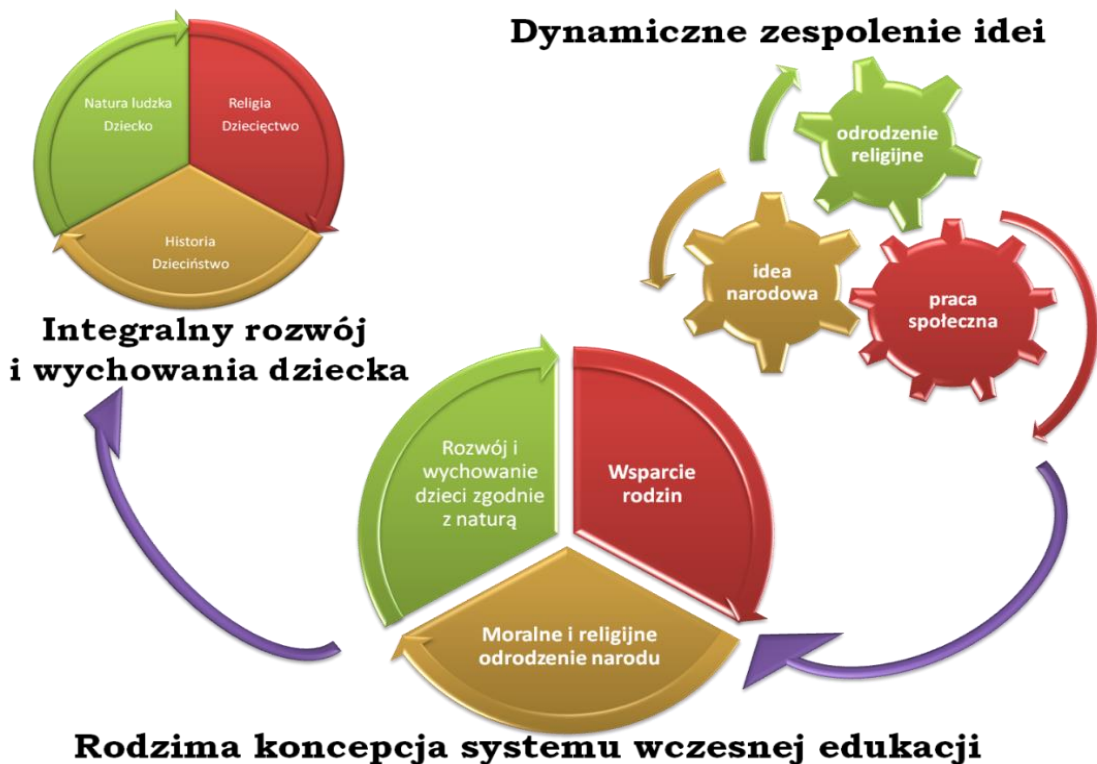 Dynamiczne zespolenie idei
Natura ludzka
Dziecko
Religia
Dziecięctwo
Historia
Dzieciństwo
Integralny rozwój
i wychowania dziecka
odrodzenie
religijne
idea
narodowa
praca
społeczna
Rozwój i
wychowanie
dzieci zgodnie
z naturą
Wsparcie
rodzin
Moralne i religijne
odrodzenie narodu
Rodzima koncepcja systemu wczesnej edukacji